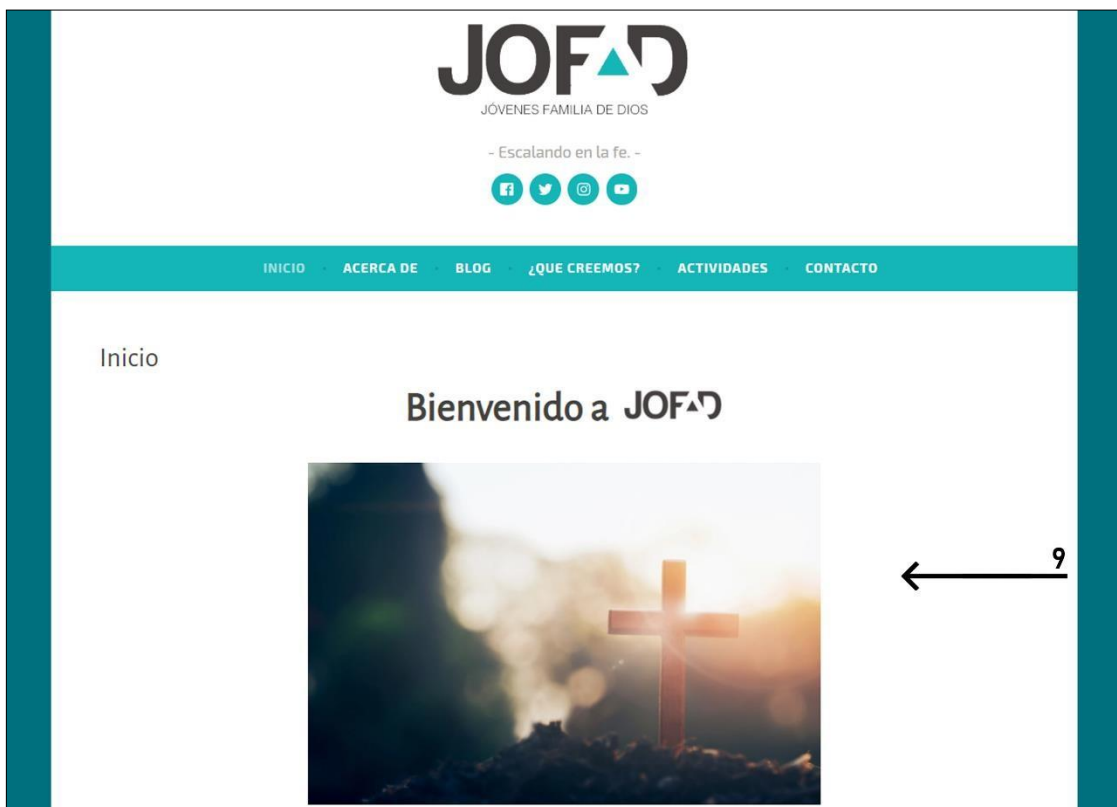 JOFAD
JÓVENES FAMILIA DE DIOS
- Escalando en la fe. -
INICIO · ACERCA DE · BLOG · ¿QUE CREEMOS? · ACTIVIDADES · CONTACTO
Inicio
Bienvenido a JOFAD
9